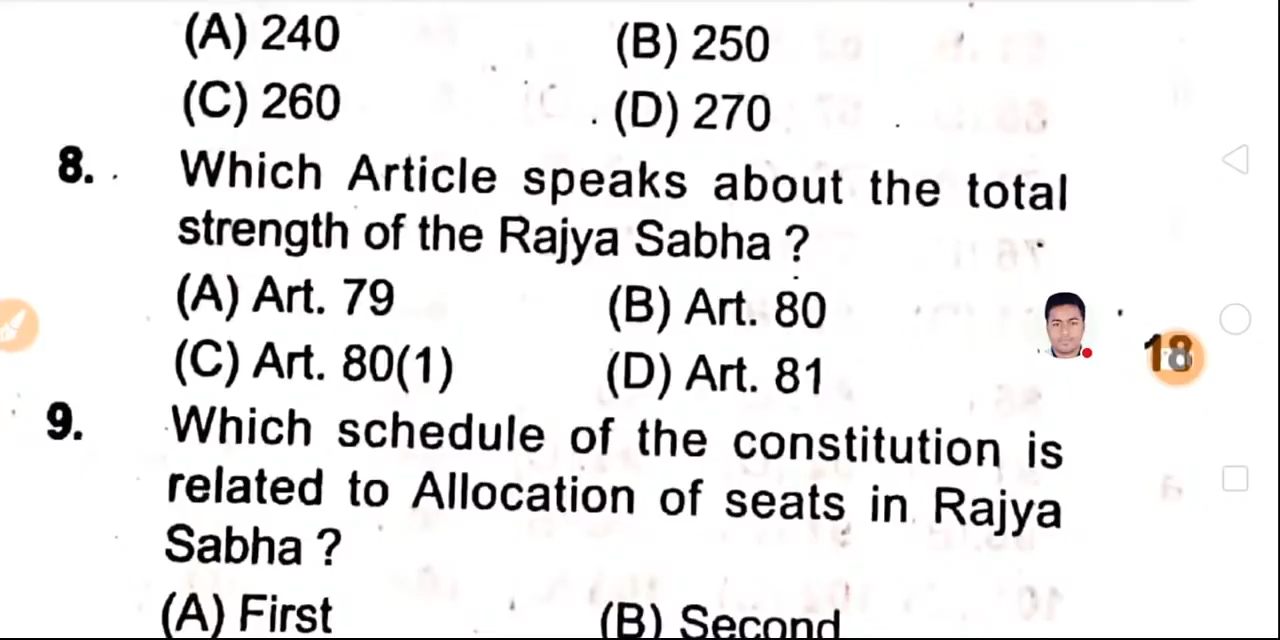 (A) 240 (B) 250
(C) 260 (D) 270
8. Which Article speaks about the total
strength of the Rajya Sabha ?
(A) Art. 79 (B) Art. 80
(C) Art. 80(1) (D) Art. 81
18
9. Which schedule of the constitution is
related to Allocation of seats in Rajya
Sabha ?
(A) First (B) Second